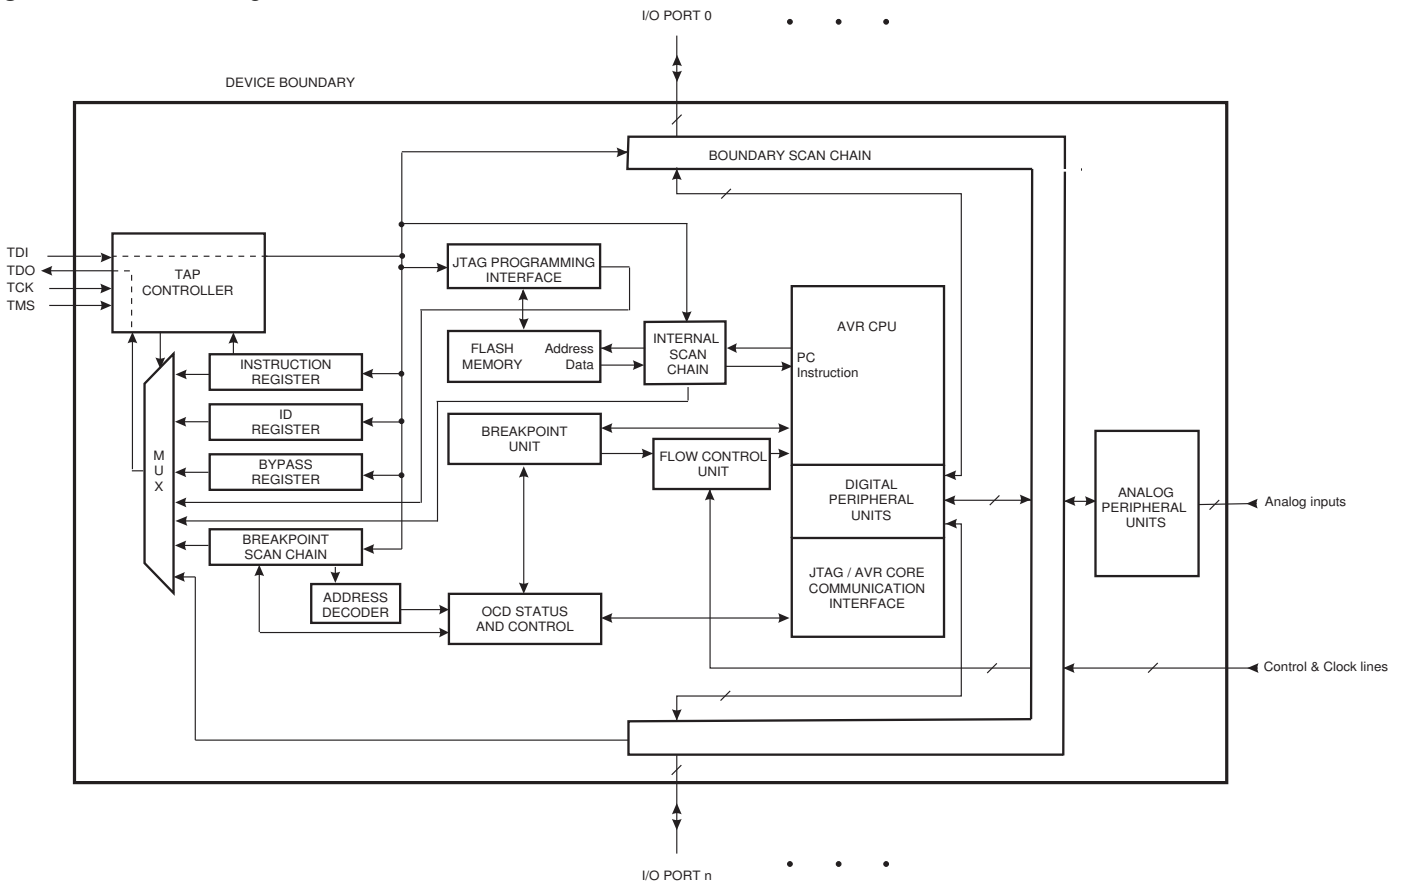 I/O PORT 0
DEVICE BOUNDARY
BOUNDARY SCAN CHAIN
TDI
TDO
TCK
TMS
TAP
CONTROLLER
JTAG PROGRAMMING
INTERFACE
AVR CPU
FLASH
MEMORY
Address
Data
INTERNAL
SCAN
CHAIN
PC
Instruction
INSTRUCTION
REGISTER
ID
REGISTER
BREAKPOINT
UNIT
FLOW CONTROL
UNIT
M
U
X
BYPASS
REGISTER
DIGITAL
PERIPHERAL
UNITS
ANALOG
PERIPHERAL
UNITS
Analog inputs
BREAKPOINT
SCAN CHAIN
JTAG / AVR CORE
COMMUNICATION
INTERFACE
ADDRESS
DECODER
OCD STATUS
AND CONTROL
Control & Clock lines
I/O PORT n